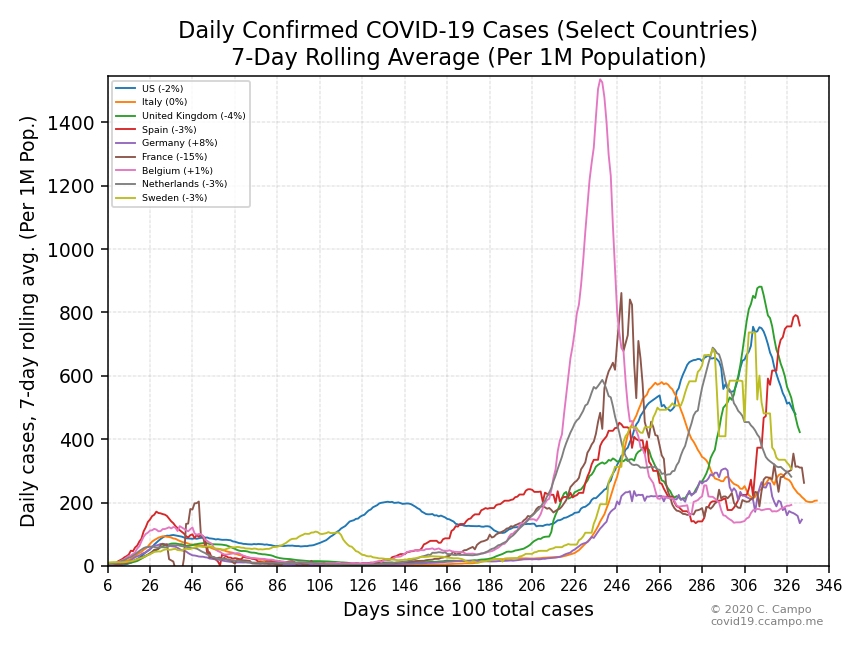 Daily Confirmed COVID-19 Cases (Select Countries)
7-Day Rolling Average (Per 1M Population)
Daily cases, 7-day rolling avg. (Per 1M Pop.)
1400
1200
1000
800
600
400
200
0
US (-2%)
Italy (0%)
United Kingdom (-4%)
Spain (-3%)
Germany (+8%)
France (-15%)
Belgium (+1%)
Netherlands (-3%)
Sweden (-3%)
6 26 46 66 86 106 126 146 166 186 206 226 246 266 286 306 326 346
Days since 100 total cases
© 2020 C. Campo
covid19.ccampo.me